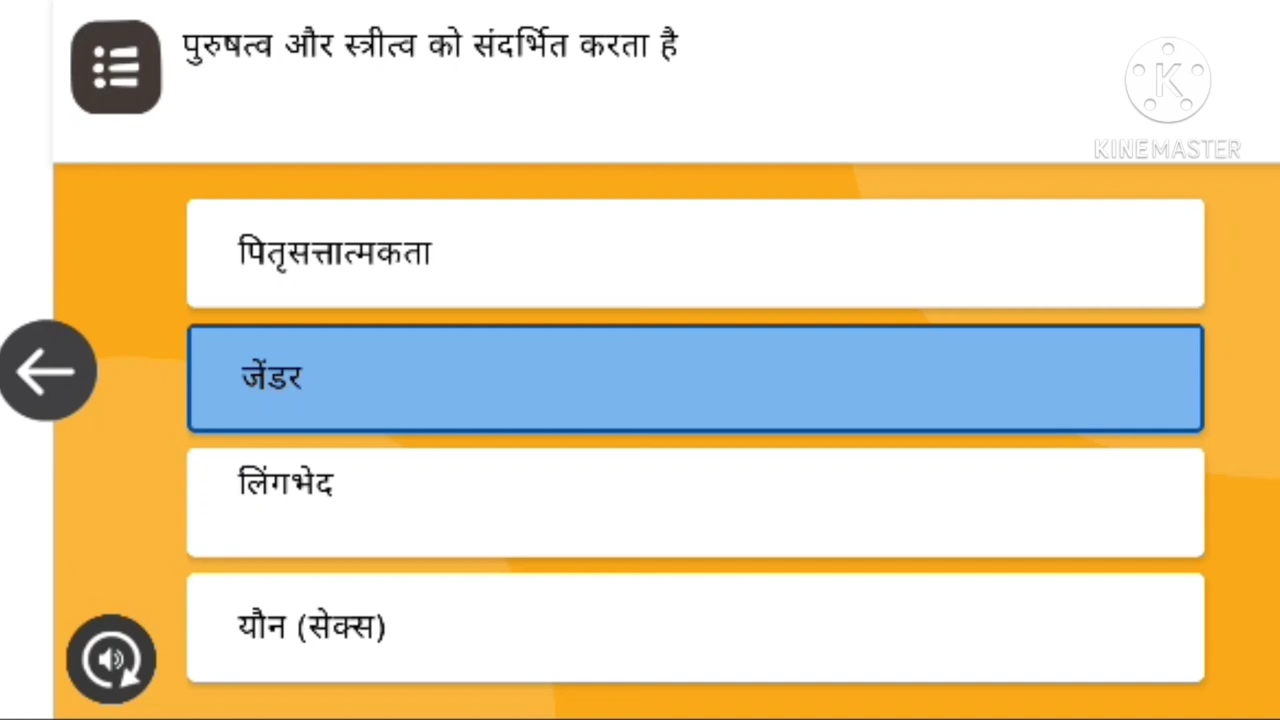 पुरुषत्व और स्त्रीत्व को संदर्भित करता है
K
KINEMASTER
पितृसत्तात्मकता
जेंडर
लिंगभेद
यौन (सेक्स)